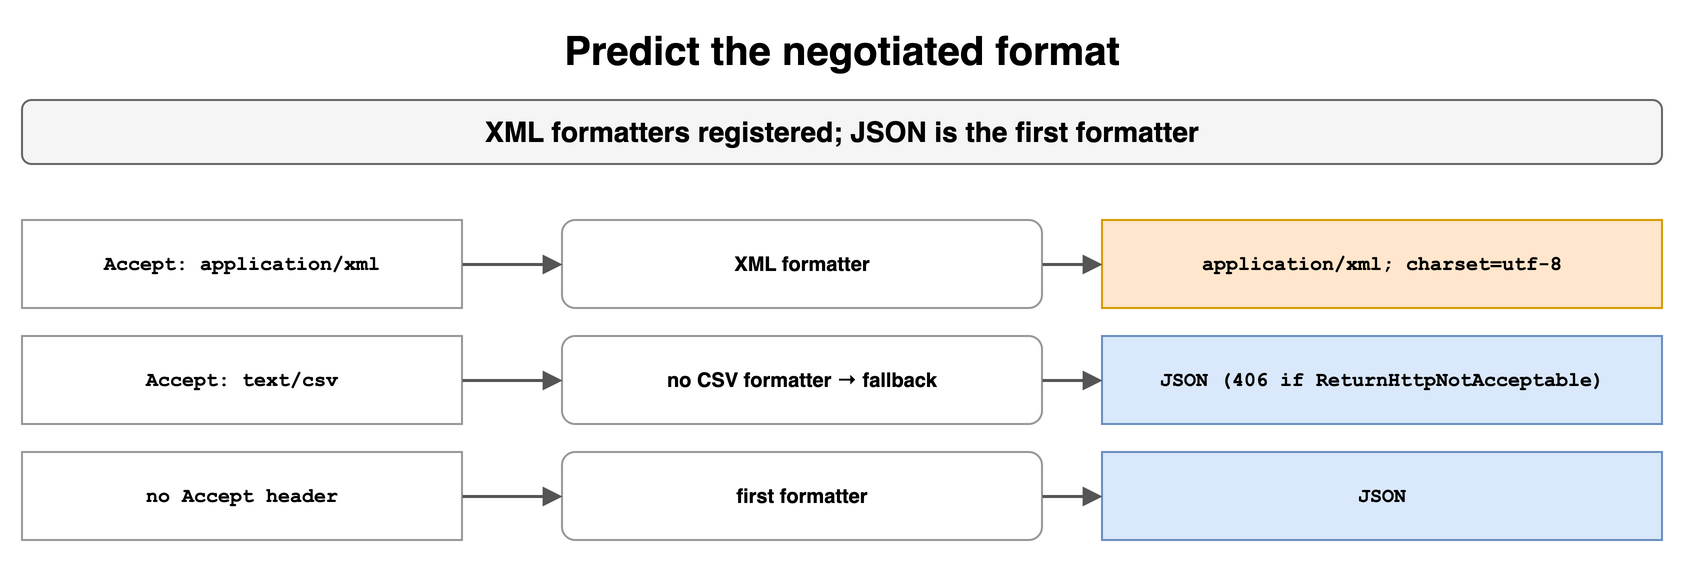 Predict the negotiated format
XML formatters registered; JSON is the first formatter
Accept: application/xml
XML formatter
application/xml; charset=utf-8
Accept: text/csv
no CSV formatter → fallback
JSON (406 if ReturnHttpNotAcceptable)
no Accept header
first formatter
JSON